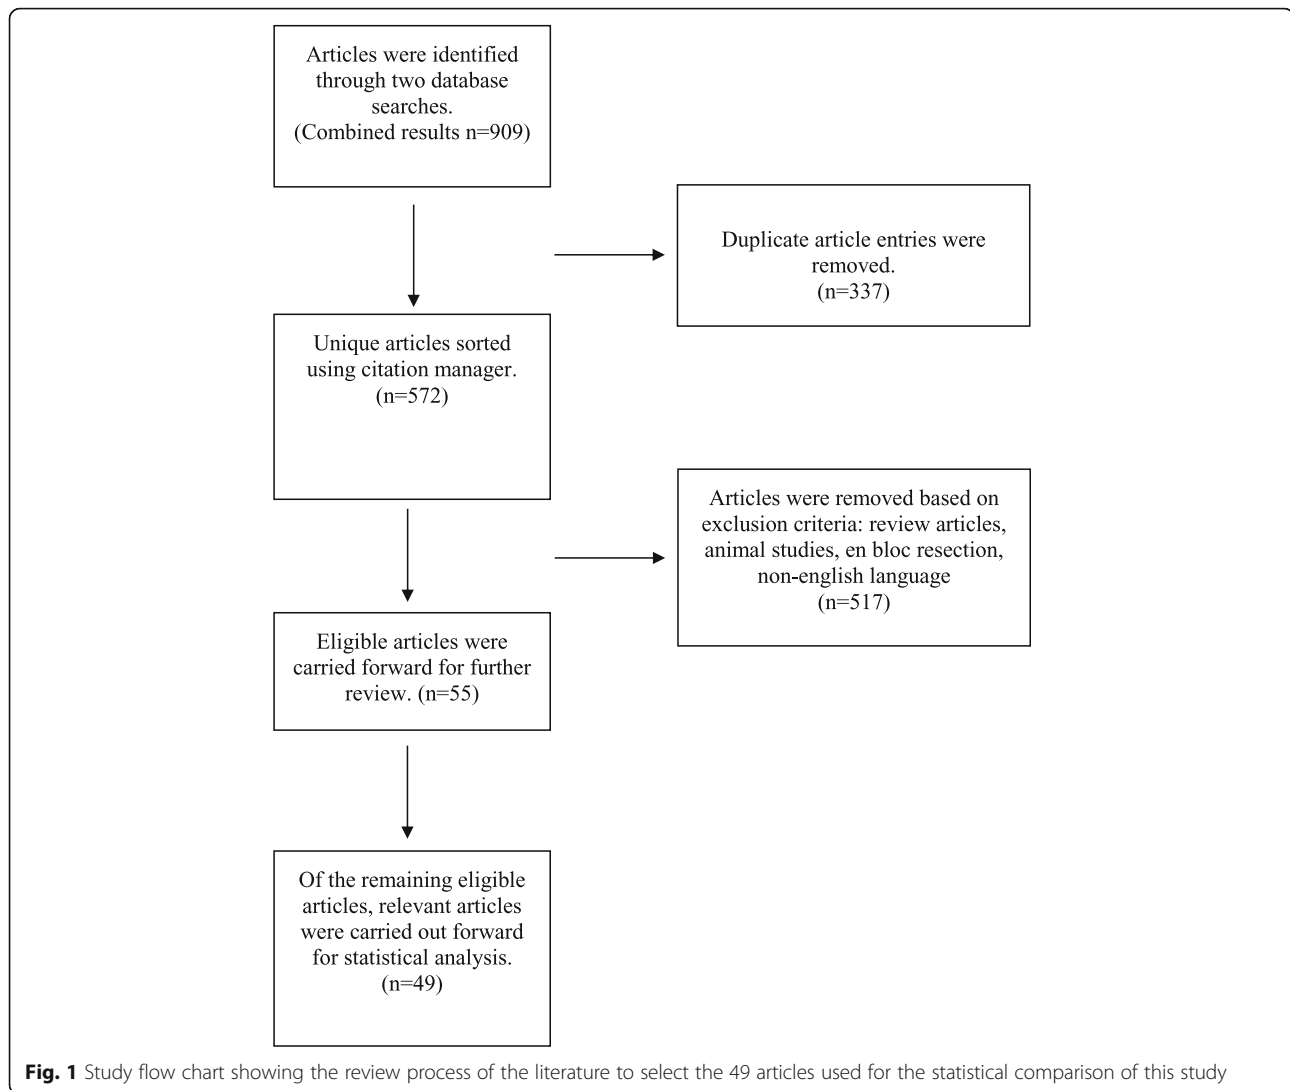 Articles were identified
through two database
searches.
(Combined results n=909)
Duplicate article entries were
removed.
(n=337)
Unique articles sorted
using citation manager.
(n=572)
Articles were removed based on
exclusion criteria: review articles,
animal studies, en bloc resection,
non-english language
(n=517)
Eligible articles were
carried forward for further
review. (n=55)
Of the remaining eligible
articles, relevant articles
were carried out forward
for statistical analysis.
(n=49)
Fig. 1 Study flow chart showing the review process of the literature to select the 49 articles used for the statistical comparison of this study